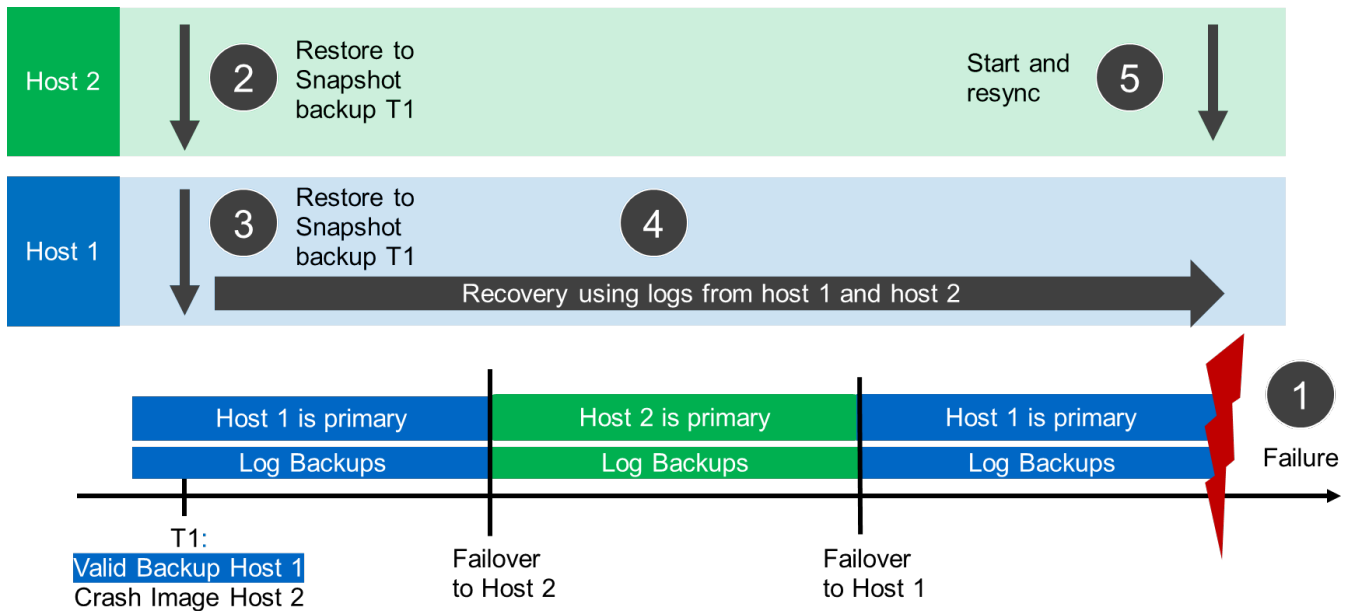 Host 2
2
Restore to
Snapshot
backup T1
Start and
resync
5
Host 1
3
Restore to
Snapshot
backup T1
4
Recovery using logs from host 1 and host 2
Host 1 is primary
Host 2 is primary
Host 1 is primary
1
Log Backups
Log Backups
Log Backups
Failure
T1:
Valid Backup Host 1
Crash Image Host 2
Failover
to Host 2
Failover
to Host 1